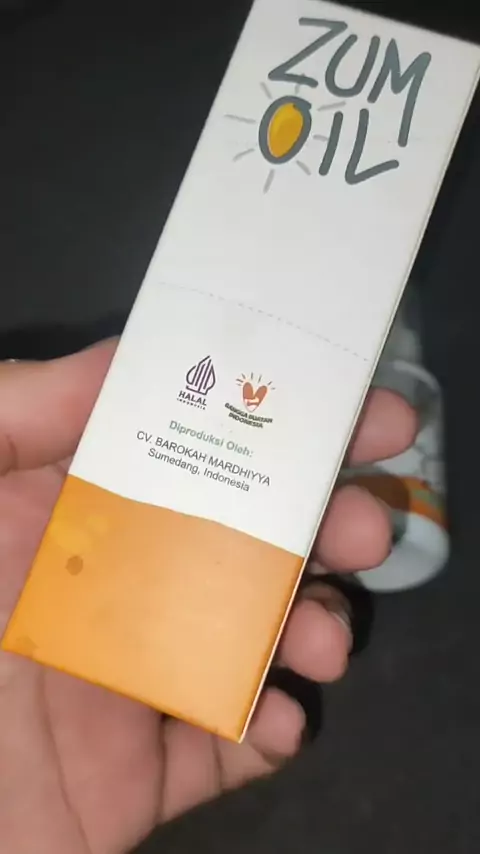 ZUM
OIL
HALAL
INDONESIA
BANGGA BUATAN
INDONESIA
Diproduksi Oleh:
CV. BAROKAH MARDHIYYA
Sumedang, Indonesia